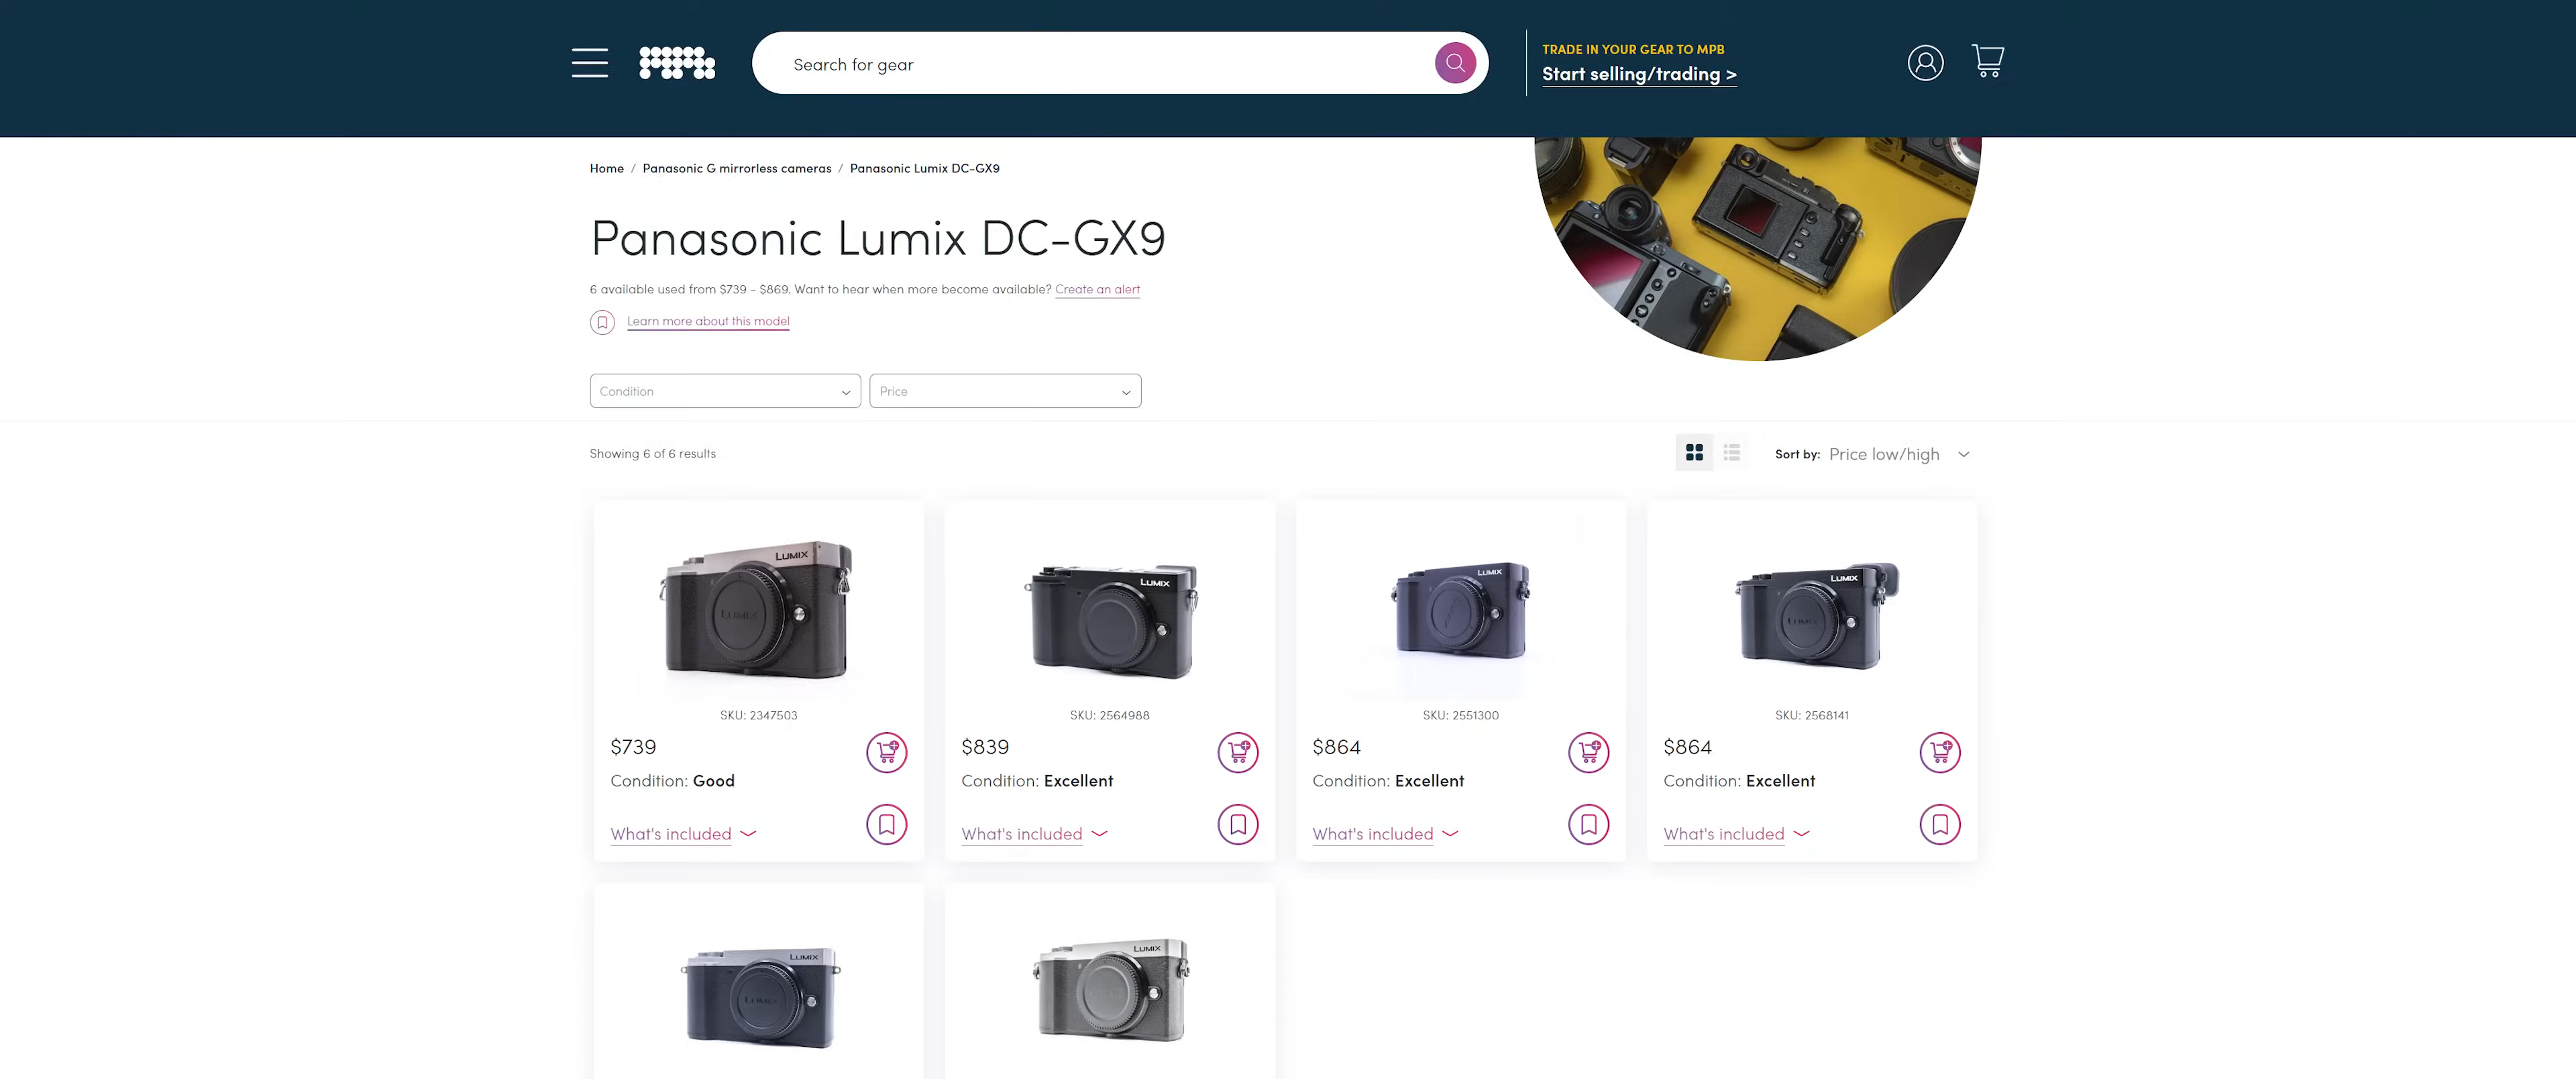 Search for gear
TRADE IN YOUR GEAR TO MPB
Start selling/trading >
Home / Panasonic G mirrorless cameras / Panasonic Lumix DC-GX9
Panasonic Lumix DC-GX9
6 available used from $739 - $869. Want to hear when more become available? Create an alert
Learn more about this model
Condition
Price
Showing 6 of 6 results
Sort by: Price low/high
LUMIX
LUMIX
SKU: 2347503
$739
Condition: Good
What's included
LUMIX
SKU: 2564988
$839
Condition: Excellent
What's included
LUMIX
SKU: 2551300
$864
Condition: Excellent
What's included
LUMIX
LUMIX
SKU: 2568141
$864
Condition: Excellent
What's included
LUMIX
LUMIX
LUMIX